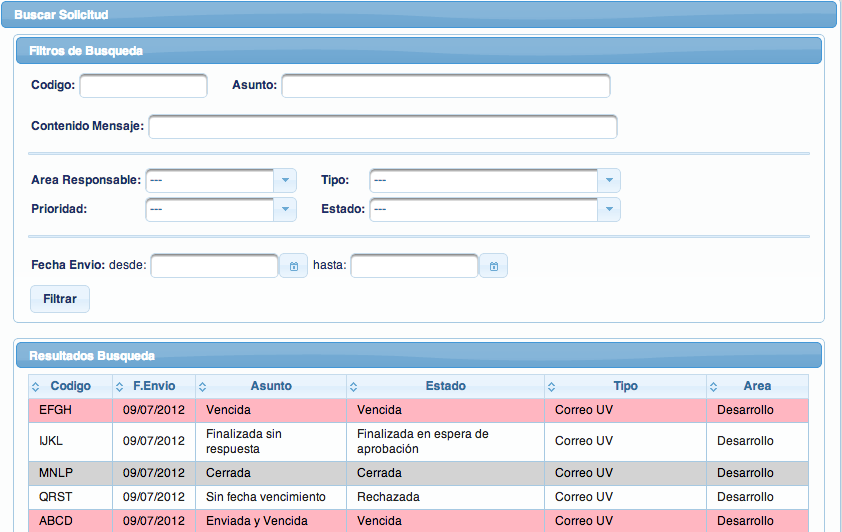 Buscar Solicitud
Filtros de Busqueda
Codigo: Asunto:
Contenido Mensaje:
Area Responsable: --- Tipo: ---
Prioridad: --- Estado: ---
Fecha Envio: desde: hasta:
Filtrar
Resultados Busqueda
Codigo F.Envio Asunto Estado Tipo Area
EFGH 09/07/2012 Vencida Vencida Correo UV Desarrollo
IJKL 09/07/2012 Finalizada sin respuesta Finalizada en espera de aprobación Correo UV Desarrollo
MNLP 09/07/2012 Cerrada Cerrada Correo UV Desarrollo
QRST 09/07/2012 Sin fecha vencimiento Rechazada Correo UV Desarrollo
ABCD 09/07/2012 Enviada y Vencida Vencida Correo UV Desarrollo